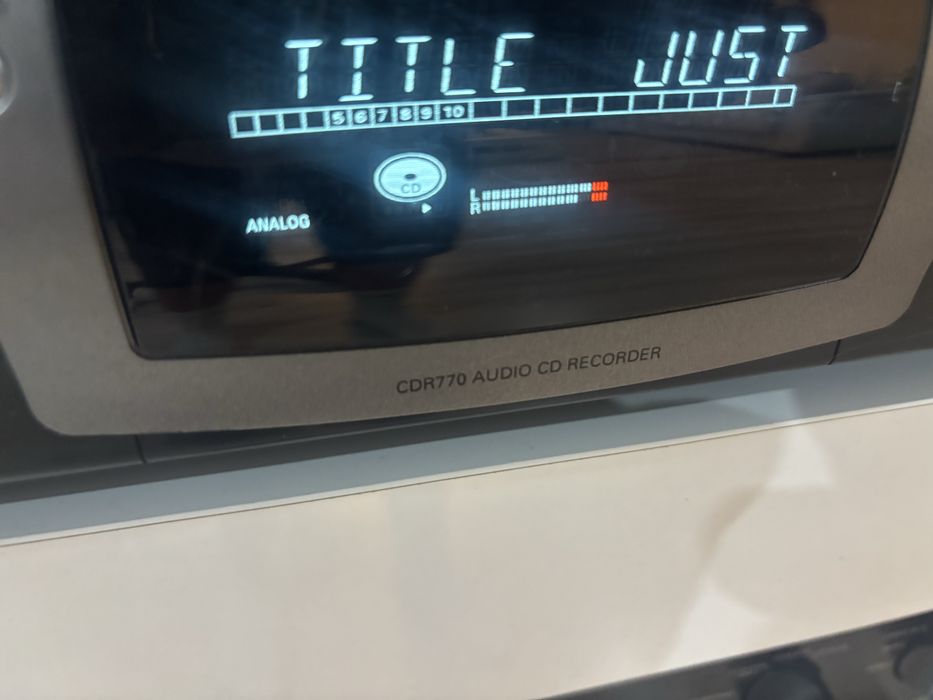 TITLE JUST
5 6 7 8 9 10
CD
L
R
ANALOG
CDR770 AUDIO CD RECORDER